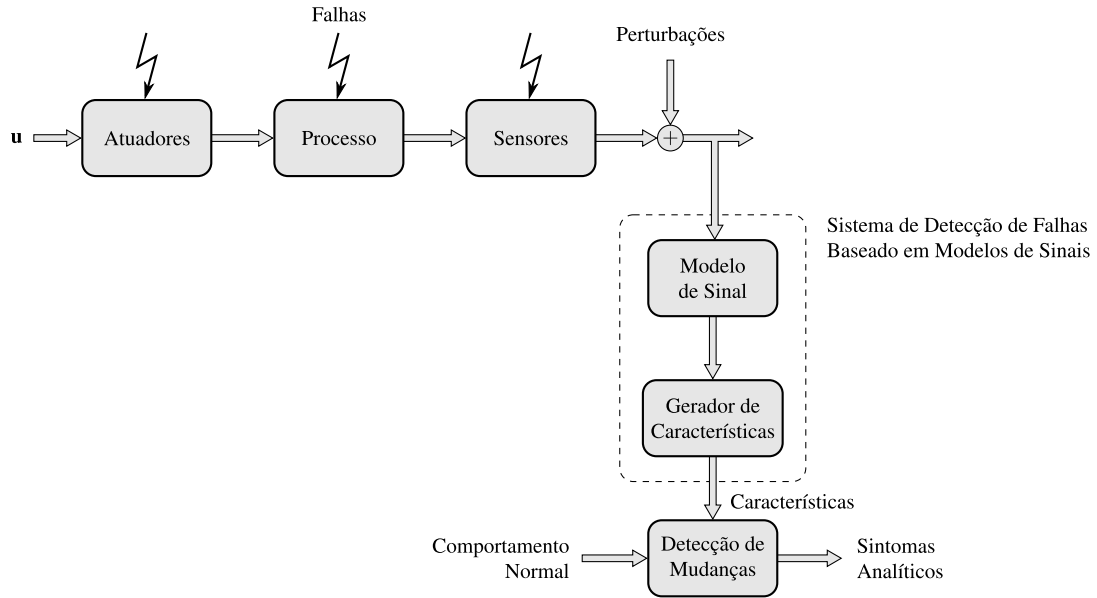 Falhas
Perturbações
u
Atuadores
Processo
Sensores
+
Sistema de Detecção de Falhas
Baseado em Modelos de Sinais
Modelo
de Sinal
Gerador de
Características
Características
Comportamento
Normal
Detecção de
Mudanças
Sintomas
Analíticos